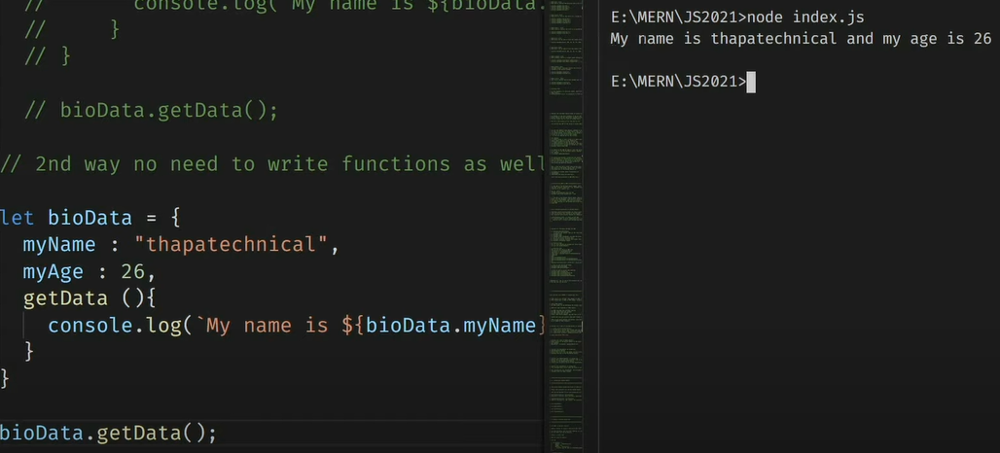 // console.log(`My name is ${bioData.
// }
// }
// bioData.getData();
// 2nd way no need to write functions as well
let bioData = {
myName : "thapatechnical",
myAge : 26,
getData (){
console.log(`My name is ${bioData.myName}
}
}
bioData.getData();
E:\MERN\JS2021>node index.js
My name is thapatechnical and my age is 26
E:\MERN\JS2021>